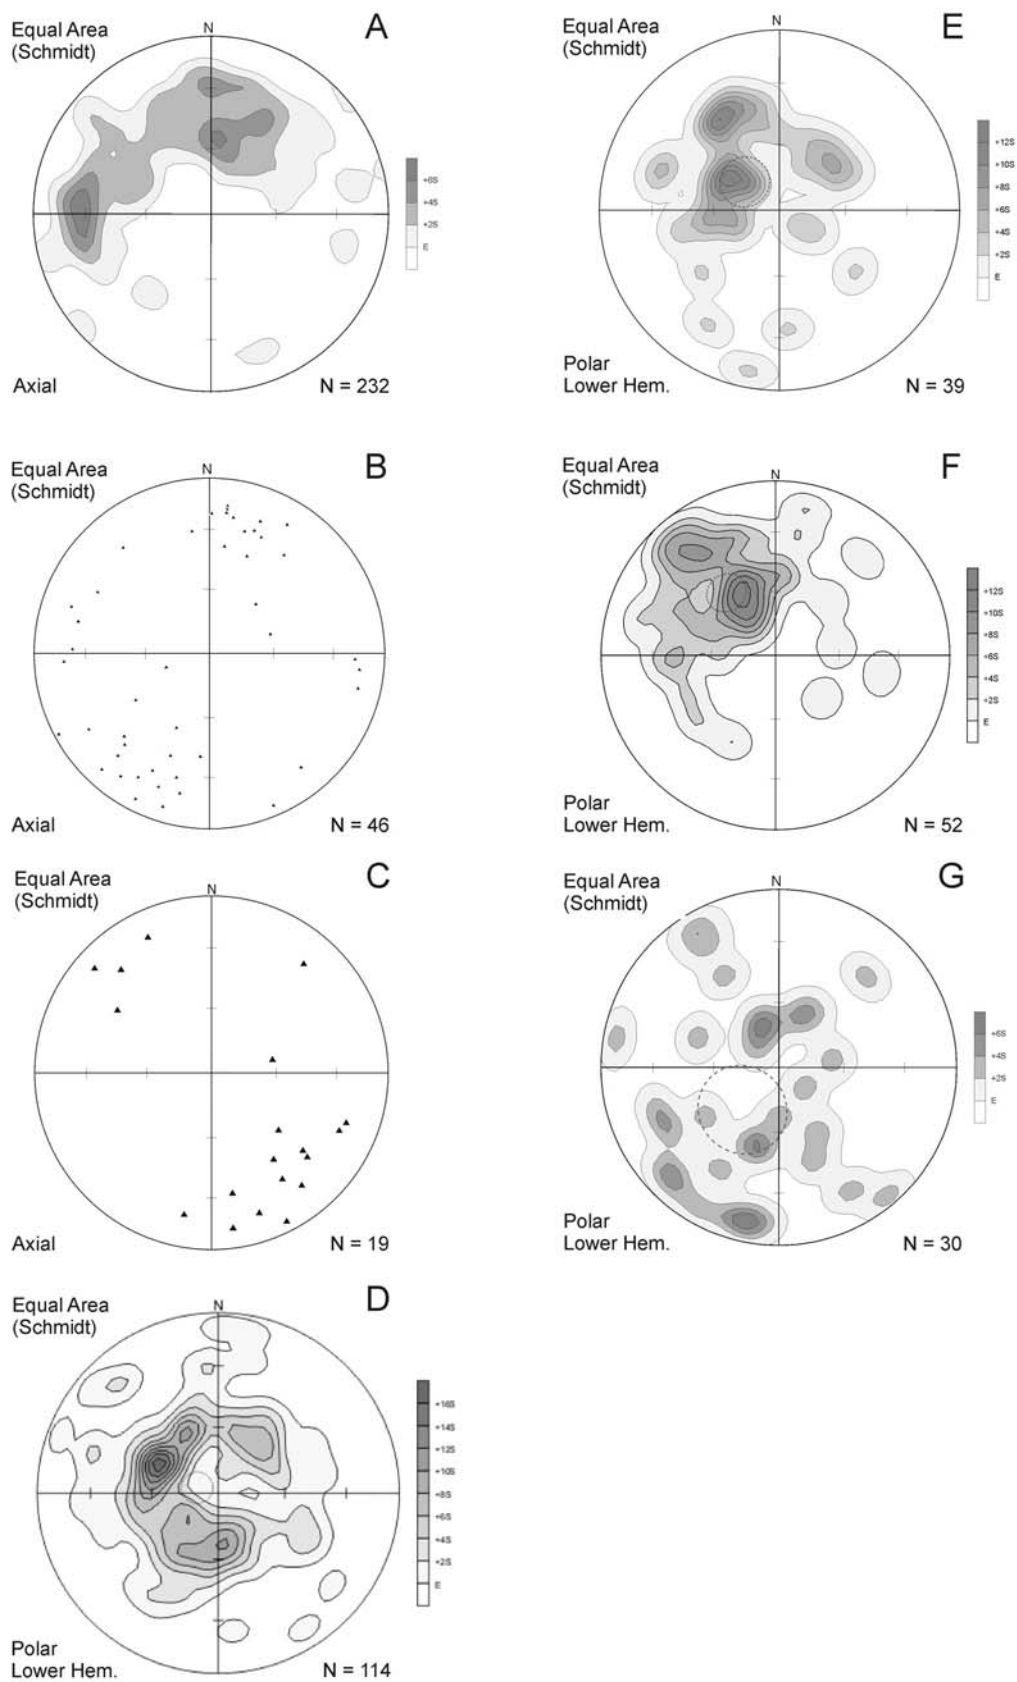 Equal Area
(Schmidt)
N
A
+6S
+4S
+2S
E
Axial
N = 232
Equal Area
(Schmidt)
N
E
+12S
+10S
+8S
+6S
+4S
+2S
E
Polar
Lower Hem.
N = 39
Equal Area
(Schmidt)
N
B
Axial
N = 46
Equal Area
(Schmidt)
N
F
+12S
+10S
+8S
+6S
+4S
+2S
E
Polar
Lower Hem.
N = 52
Equal Area
(Schmidt)
N
C
Axial
N = 19
Equal Area
(Schmidt)
N
G
+6S
+4S
+2S
E
Polar
Lower Hem.
N = 30
Equal Area
(Schmidt)
N
D
+16S
+14S
+12S
+10S
+8S
+6S
+4S
+2S
E
Polar
Lower Hem.
N = 114